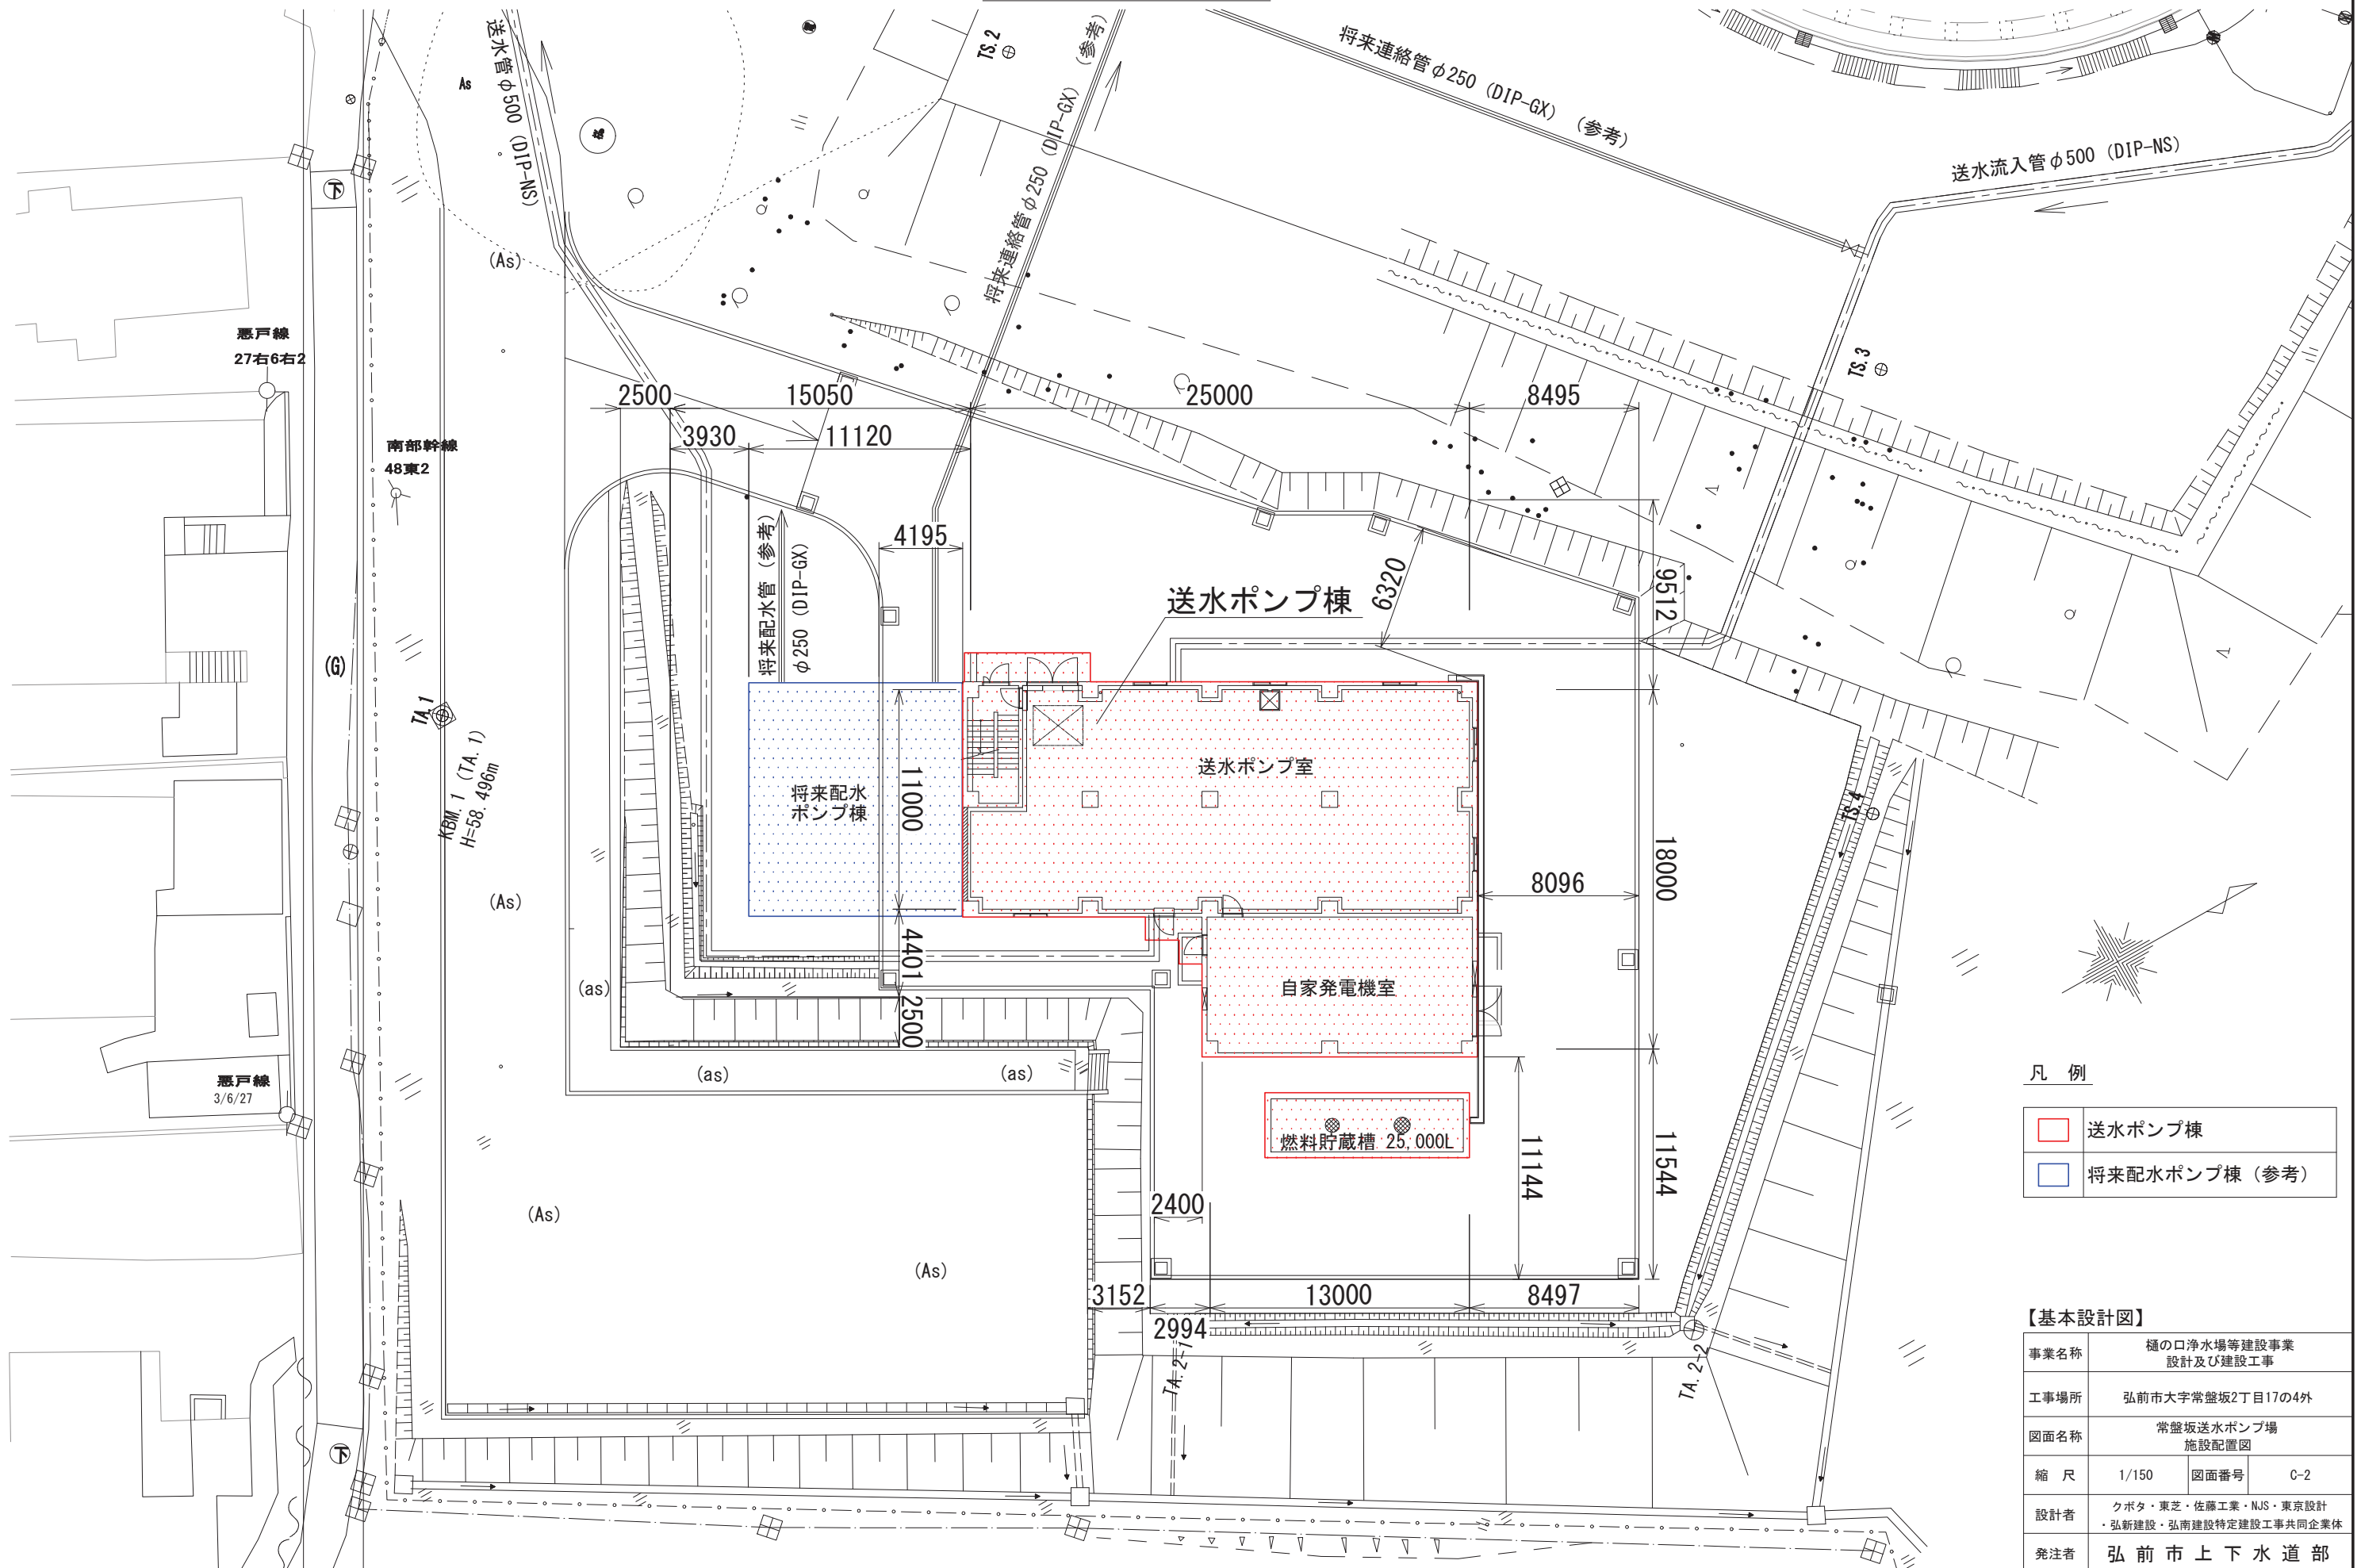 送水管φ500 (DIP-NS)
As
TS.2
将来連絡管φ250 (DIP-GX) (参考)
将来連絡管φ250 (DIP-GX) (参考)
送水流入管φ500 (DIP-NS)
下
(As)
悪戸線
27右6右2
南部幹線
48東2
TS.3
2500
15050
25000
8495
3930
11120
4195
将来配水管 (参考)
φ250 (DIP-GX)
送水ポンプ棟
6320
9512
(G)
TA.1
KBM.1 (TA.1)
H=58.496m
将来配水
ポンプ棟
11000
送水ポンプ室
18000
TS.4
8096
(As)
4401
2500
(as)
自家発電機室
(as)
(as)
悪戸線
3/6/27
燃料貯蔵槽 25,000L
11144
11544
2400
(As)
(As)
3152
2994
13000
8497
TA.2-1
TA.2-2
下
凡 例
送水ポンプ棟
将来配水ポンプ棟 (参考)
【基本設計図】
事業名称
樋の口浄水場等建設事業
設計及び建設工事
工事場所
弘前市大字常盤坂2丁目17の4外
図面名称
常盤坂送水ポンプ場
施設配置図
縮 尺
1/150
図面番号
C-2
設計者
クボタ・東芝・佐藤工業・NJS・東京設計
・弘新建設・弘南建設特定建設工事共同企業体
発注者
弘前市上下水道部